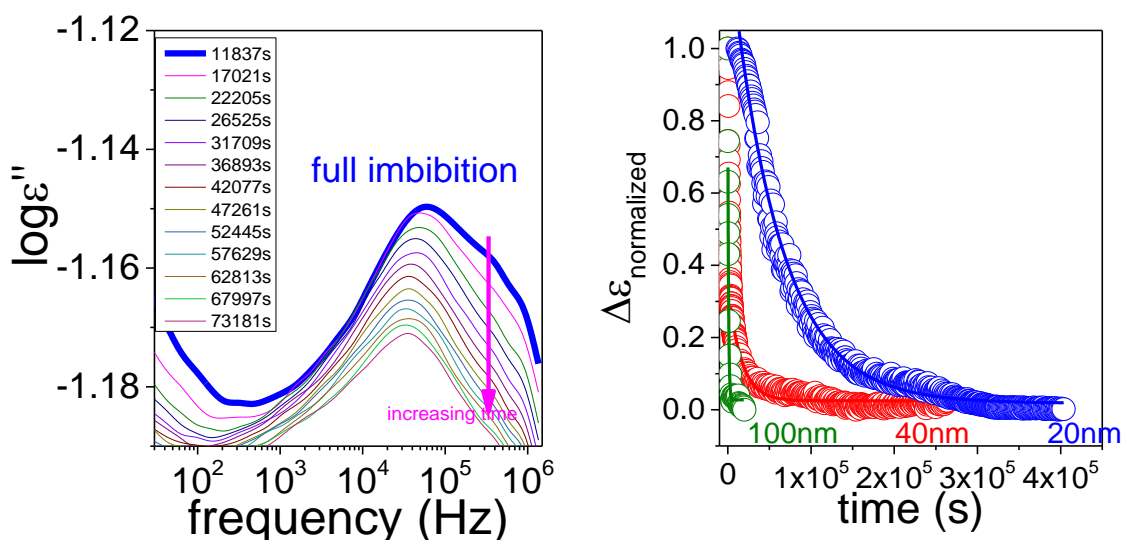 -1.12
-1.14
-1.16
-1.18
logε"
11837s
17021s
22205s
26525s
31709s
36893s
42077s
47261s
52445s
57629s
62813s
67997s
73181s
full imbibition
increasing time
10² 10³ 10⁴ 10⁵ 10⁶
frequency (Hz)
1.0
0.8
0.6
0.4
0.2
0.0
Δεnormalized
100nm 40nm 20nm
0 1x10⁵ 2x10⁵ 3x10⁵ 4x10⁵
time (s)